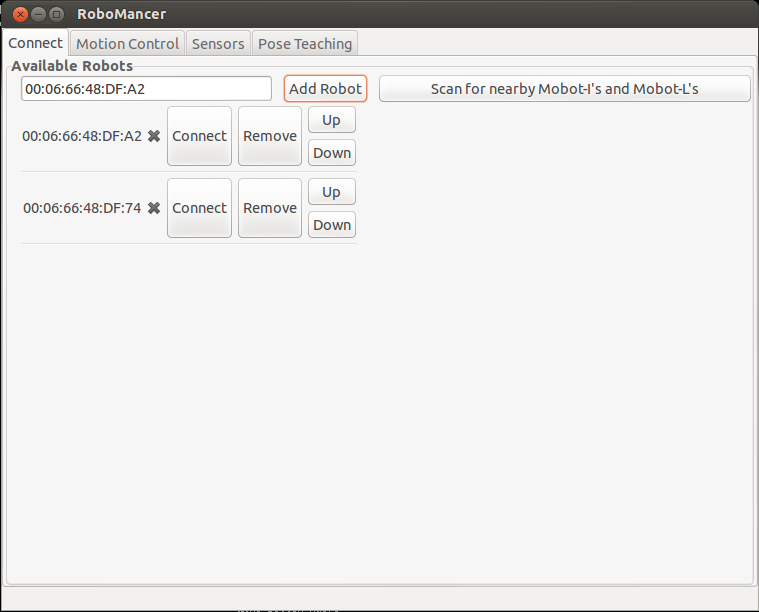 RoboMancer
Connect Motion Control Sensors Pose Teaching
Available Robots
00:06:66:48:DF:A2 Add Robot Scan for nearby Mobot-I's and Mobot-L's
00:06:66:48:DF:A2 Connect Remove Up
Down
00:06:66:48:DF:74 Connect Remove Up
Down